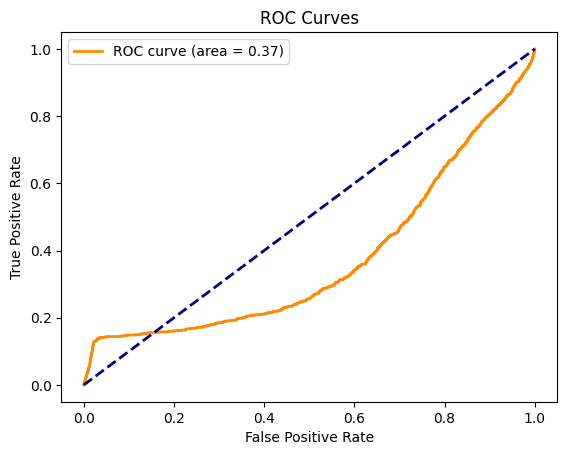 ROC Curves
ROC curve (area = 0.37)
True Positive Rate
1.0
0.8
0.6
0.4
0.2
0.0
0.0 0.2 0.4 0.6 0.8 1.0
False Positive Rate